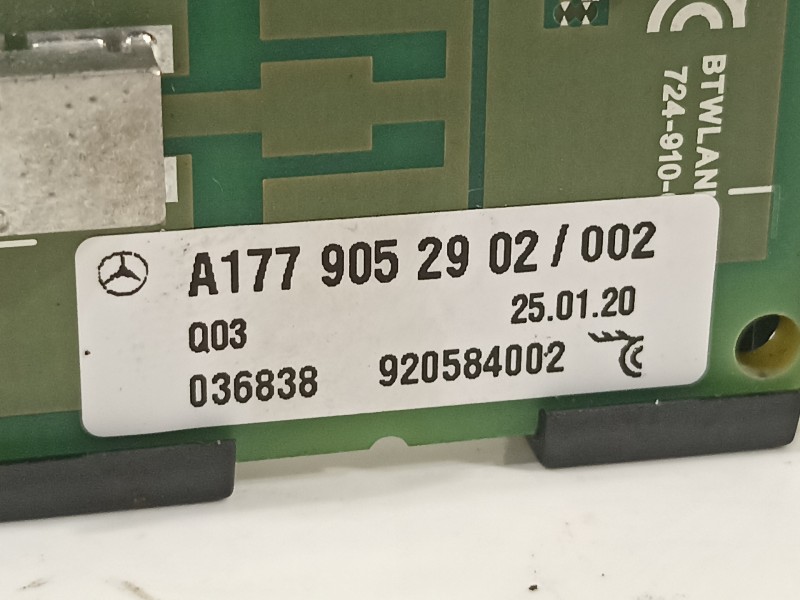 BTWLAN
724-910-
A177 905 29 02 / 002
Q03 25.01.20
036838 920584002